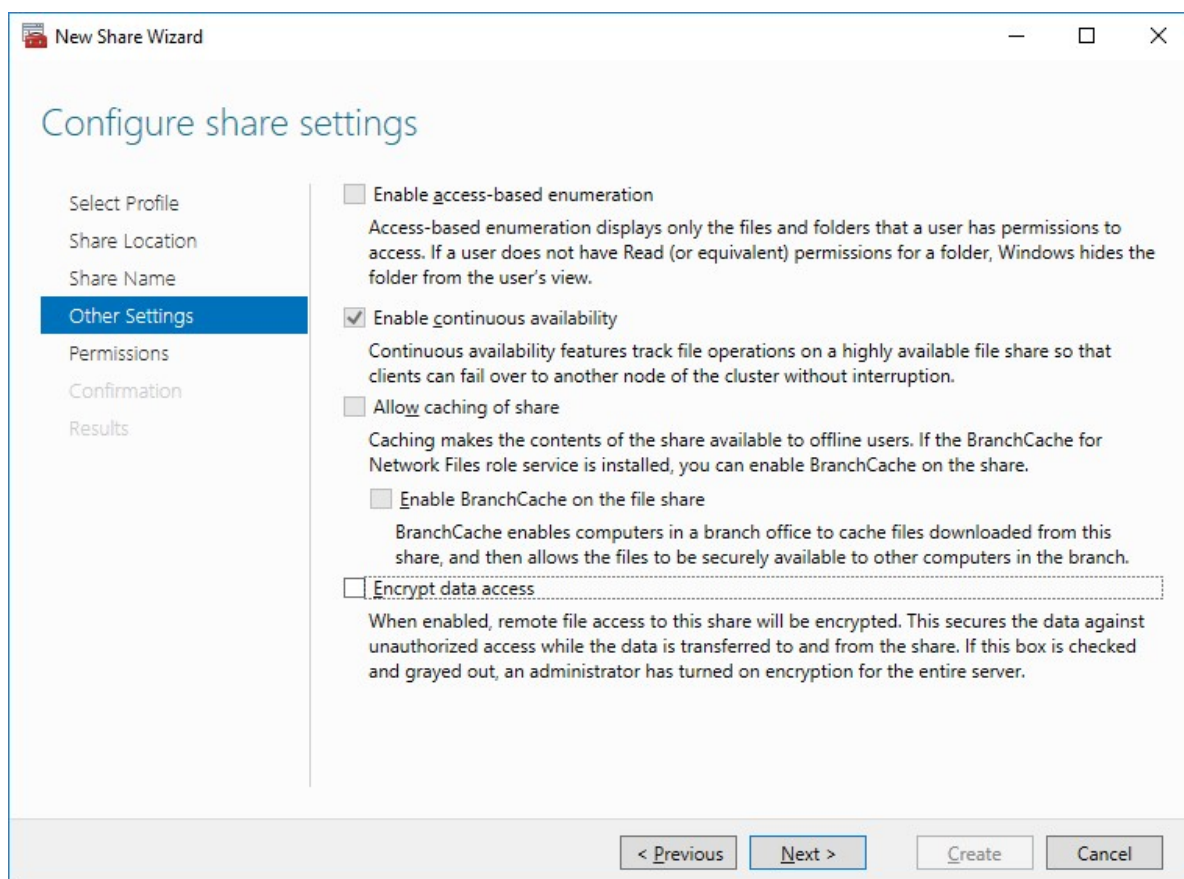 New Share Wizard
Configure share settings
Select Profile
Share Location
Share Name
Other Settings
Permissions
Confirmation
Results
Enable access-based enumeration
Access-based enumeration displays only the files and folders that a user has permissions to
access. If a user does not have Read (or equivalent) permissions for a folder, Windows hides the
folder from the user's view.
Enable continuous availability
Continuous availability features track file operations on a highly available file share so that
clients can fail over to another node of the cluster without interruption.
Allow caching of share
Caching makes the contents of the share available to offline users. If the BranchCache for
Network Files role service is installed, you can enable BranchCache on the share.
Enable BranchCache on the file share
BranchCache enables computers in a branch office to cache files downloaded from this
share, and then allows the files to be securely available to other computers in the branch.
Encrypt data access
When enabled, remote file access to this share will be encrypted. This secures the data against
unauthorized access while the data is transferred to and from the share. If this box is checked
and grayed out, an administrator has turned on encryption for the entire server.
< Previous
Next >
Create
Cancel